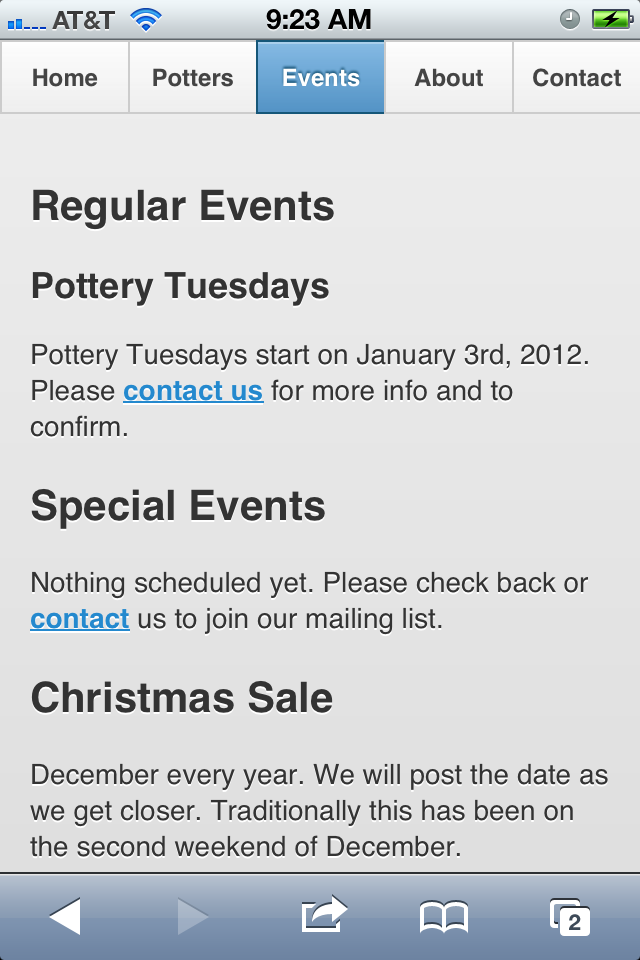 AT&T 9:23 AM
Home Potters Events About Contact
Regular Events
Pottery Tuesdays
Pottery Tuesdays start on January 3rd, 2012.
Please contact us for more info and to
confirm.
Special Events
Nothing scheduled yet. Please check back or
contact us to join our mailing list.
Christmas Sale
December every year. We will post the date as
we get closer. Traditionally this has been on
the second weekend of December.
2